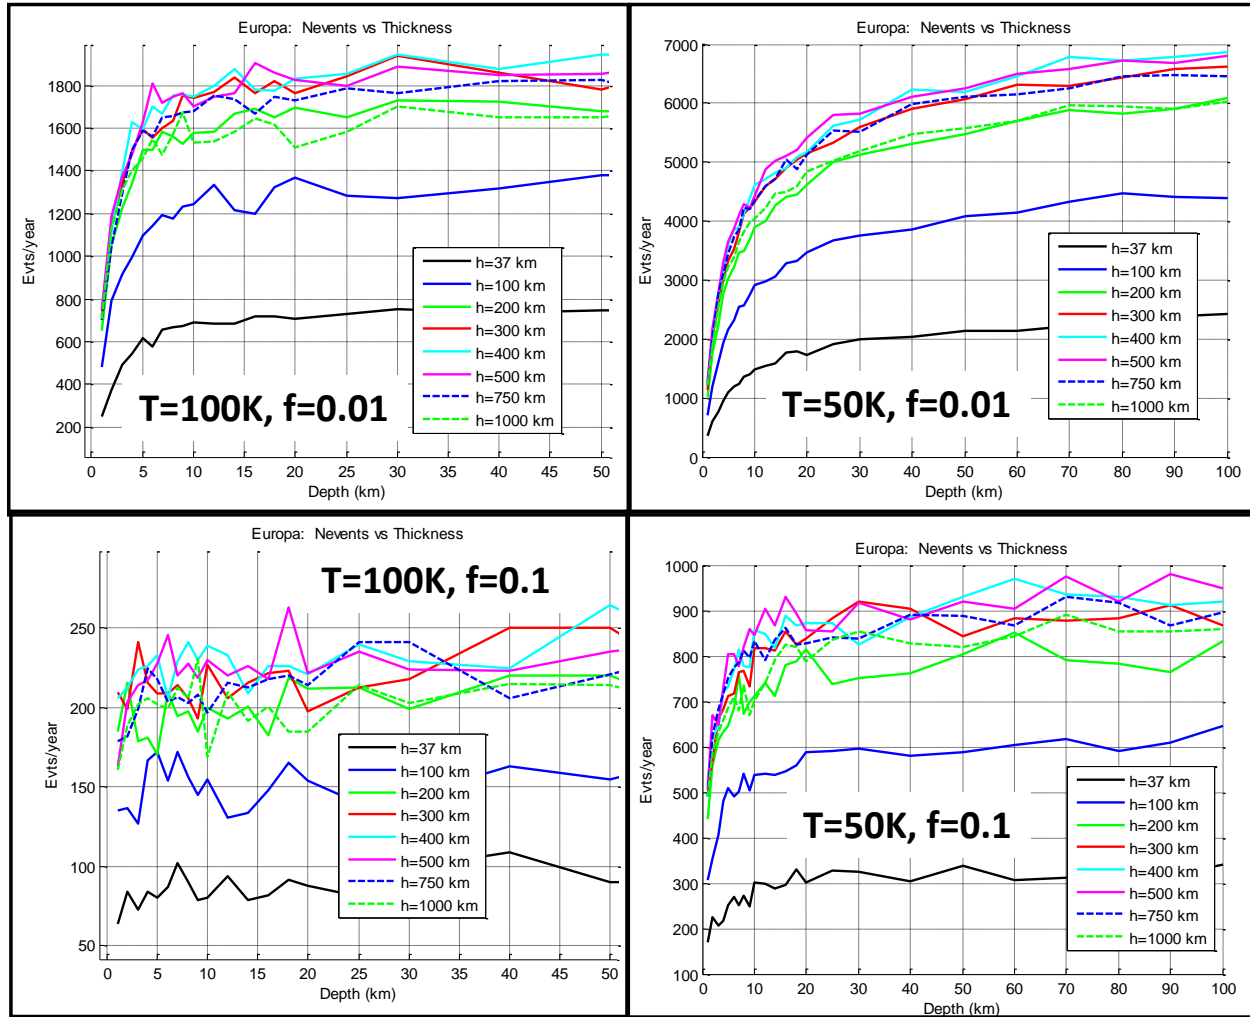 Europa: Nevents vs Thickness
Evts/year
1800
1600
1400
1200
1000
800
600
400
200
h=37 km
h=100 km
h=200 km
h=300 km
h=400 km
h=500 km
h=750 km
h=1000 km
T=100K, f=0.01
0 5 10 15 20 25 30 35 40 45 50
Depth (km)
Europa: Nevents vs Thickness
Evts/year
7000
6000
5000
4000
3000
2000
1000
0
h=37 km
h=100 km
h=200 km
h=300 km
h=400 km
h=500 km
h=750 km
h=1000 km
T=50K, f=0.01
0 10 20 30 40 50 60 70 80 90 100
Depth (km)
Europa: Nevents vs Thickness
T=100K, f=0.1
Evts/year
250
200
150
100
50
h=37 km
h=100 km
h=200 km
h=300 km
h=400 km
h=500 km
h=750 km
h=1000 km
0 5 10 15 20 25 30 35 40 45 50
Depth (km)
Europa: Nevents vs Thickness
Evts/year
1000
900
800
700
600
500
400
300
200
100
T=50K, f=0.1
h=37 km
h=100 km
h=200 km
h=300 km
h=400 km
h=500 km
h=750 km
h=1000 km
0 10 20 30 40 50 60 70 80 90 100
Depth (km)